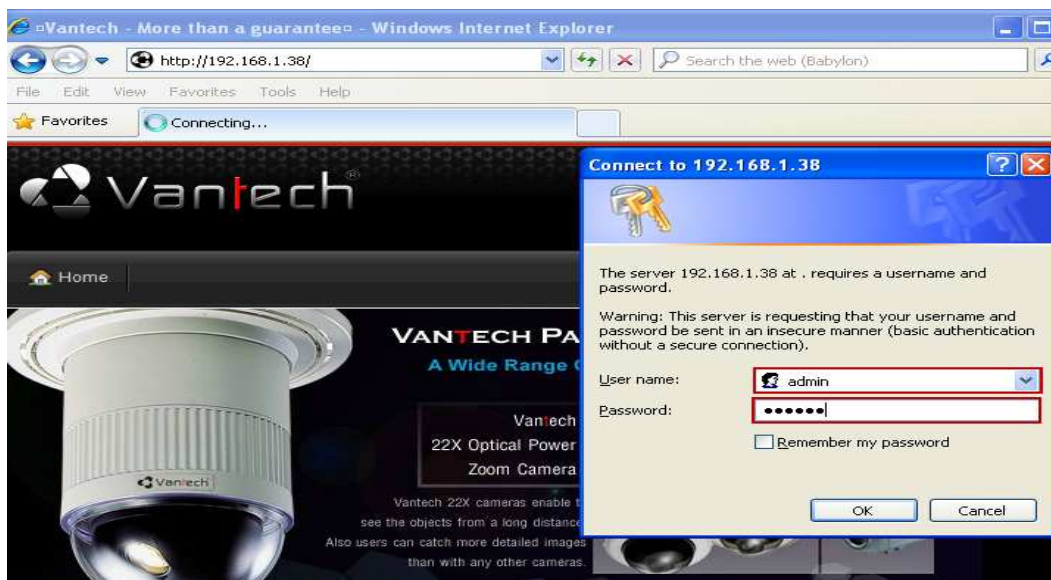 ▫Vantech - More than a guarantee▫ - Windows Internet Explorer
http://192.168.1.38/
Search the web (Babylon)
File Edit View Favorites Tools Help
Favorites
Connecting...
Vantech®
Home
VANTECH PA
A Wide Range
Vantech
22X Optical Power
Zoom Camera
Vantech 22X cameras enable t
see the objects from a long distance
Also users can catch more detailed images
than with any other cameras.
Vantech
Connect to 192.168.1.38
The server 192.168.1.38 at . requires a username and
password.
Warning: This server is requesting that your username and
password be sent in an insecure manner (basic authentication
without a secure connection).
User name:
admin
Password:
●●●●●●
Remember my password
OK
Cancel